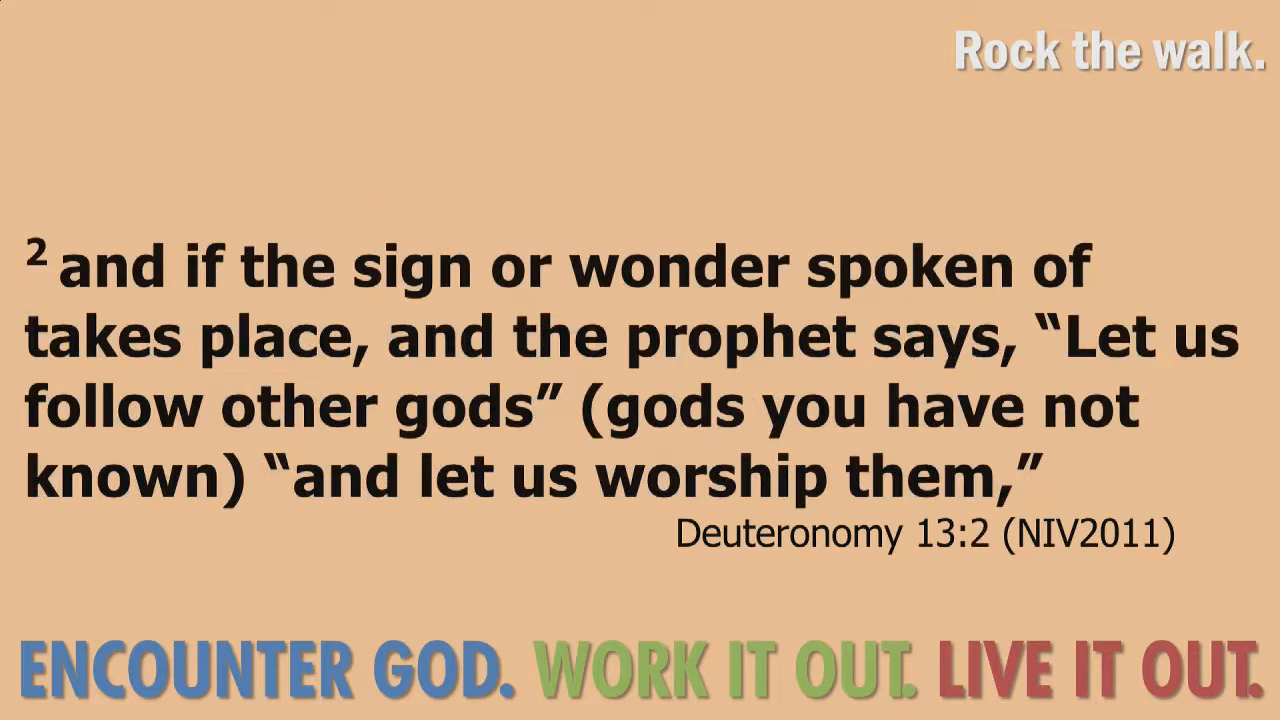 Rock the walk.
² and if the sign or wonder spoken of
takes place, and the prophet says, “Let us
follow other gods” (gods you have not
known) “and let us worship them,”
Deuteronomy 13:2 (NIV2011)
ENCOUNTER GOD. WORK IT OUT. LIVE IT OUT.